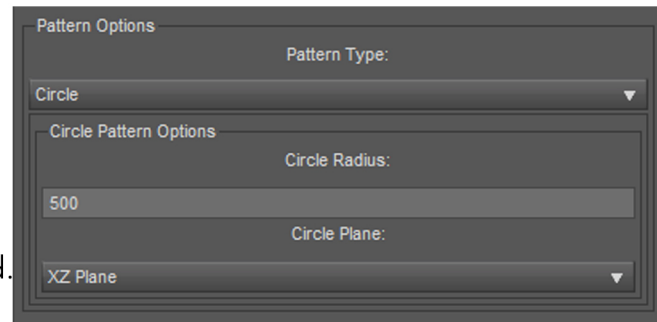 Pattern Options
Pattern Type:
Circle
Circle Pattern Options
Circle Radius:
500
Circle Plane:
d.
XZ Plane